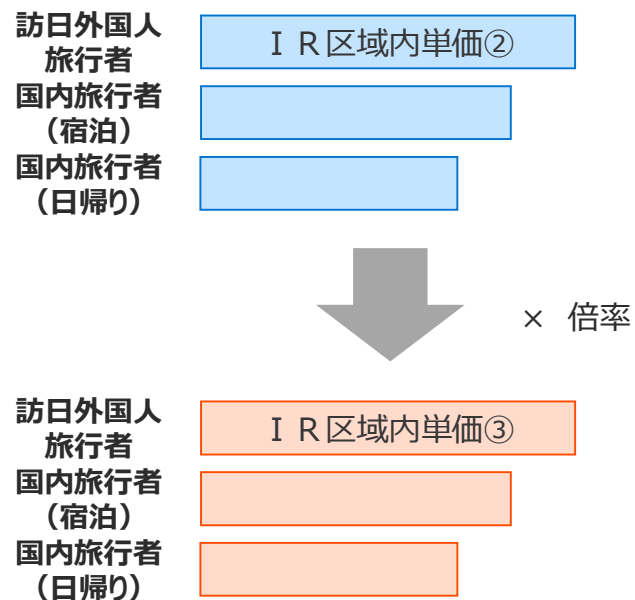 訪日外国人
旅行者
ＩＲ区域内単価②
国内旅行者
（宿泊）
国内旅行者
（日帰り）
× 倍率
訪日外国人
旅行者
ＩＲ区域内単価③
国内旅行者
（宿泊）
国内旅行者
（日帰り）